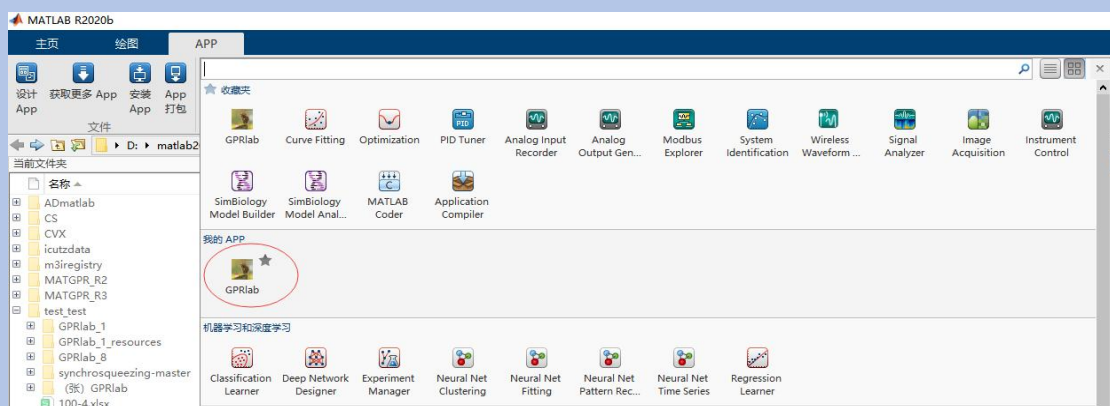 MATLAB R2020b
主页 绘图 APP
设计 App
获取更多 App
安装 App
App 打包
文件
D: matlab2
当前文件夹
名称
ADmatlab
CS
CVX
icutzdata
m3iregistry
MATGPR_R2
MATGPR_R3
test_test
GPRlab_1
GPRlab_1_resources
GPRlab_8
synchrosqueezing-master
（张）GPRlab
100-4.xlsx
收藏夹
GPRlab
Curve Fitting
Optimization
PID Tuner
Analog Input Recorder
Analog Output Gen...
Modbus Explorer
System Identification
Wireless Waveform ...
Signal Analyzer
Image Acquisition
Instrument Control
SimBiology Model Builder
SimBiology Model Anal...
MATLAB Coder
Application Compiler
我的 APP
GPRlab
机器学习和深度学习
Classification Learner
Deep Network Designer
Experiment Manager
Neural Net Clustering
Neural Net Fitting
Neural Net Pattern Rec...
Neural Net Time Series
Regression Learner